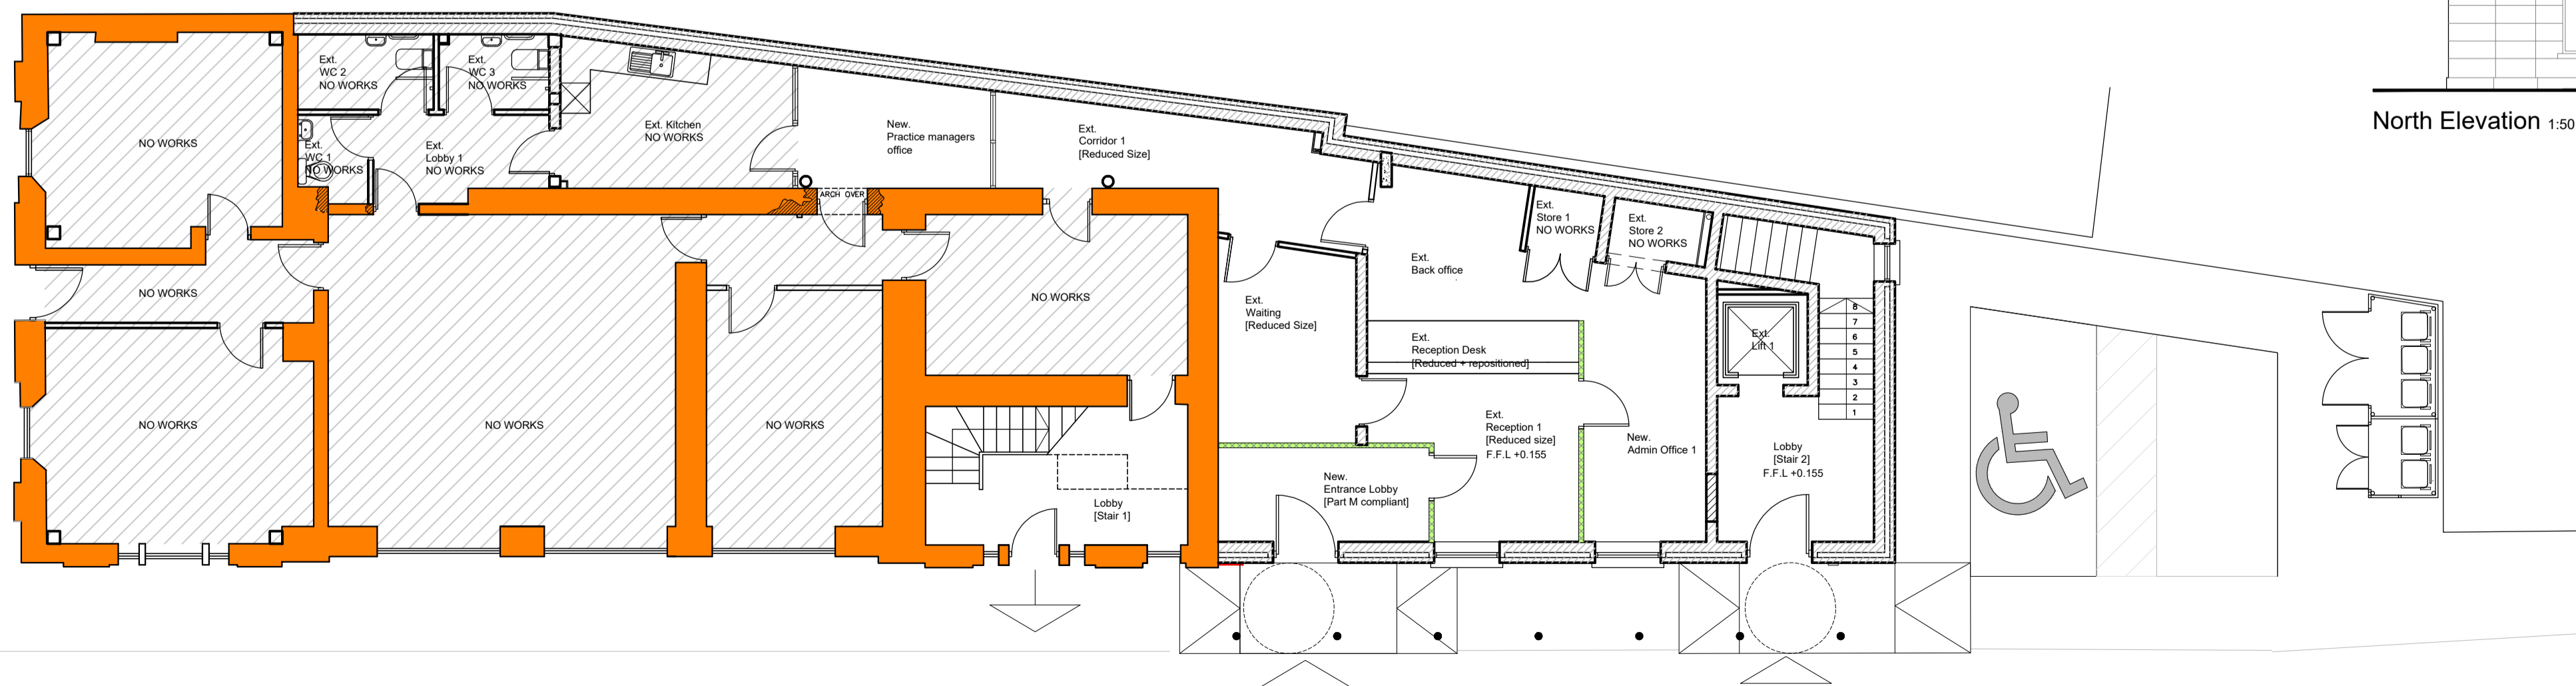 Ext.
WC 2
NO WORKS
Ext.
WC 3
NO WORKS
North Elevation 1:50
NO WORKS
Ext.
WC 1
NO WORKS
Ext.
Lobby 1
NO WORKS
Ext. Kitchen
NO WORKS
New.
Practice managers
office
Ext.
Corridor 1
[Reduced Size]
ARCH OVER
Ext.
Store 1
NO WORKS
Ext.
Store 2
NO WORKS
Ext.
Back office
NO WORKS
NO WORKS
Ext.
Waiting
[Reduced Size]
Ext.
Reception Desk
[Reduced + repositioned]
Ext.
Lift 1
8
7
6
5
4
3
2
1
NO WORKS
NO WORKS
NO WORKS
Ext.
Reception 1
[Reduced size]
F.F.L +0.155
New.
Admin Office 1
Lobby
[Stair 2]
F.F.L +0.155
New.
Entrance Lobby
[Part M compliant]
Lobby
[Stair 1]